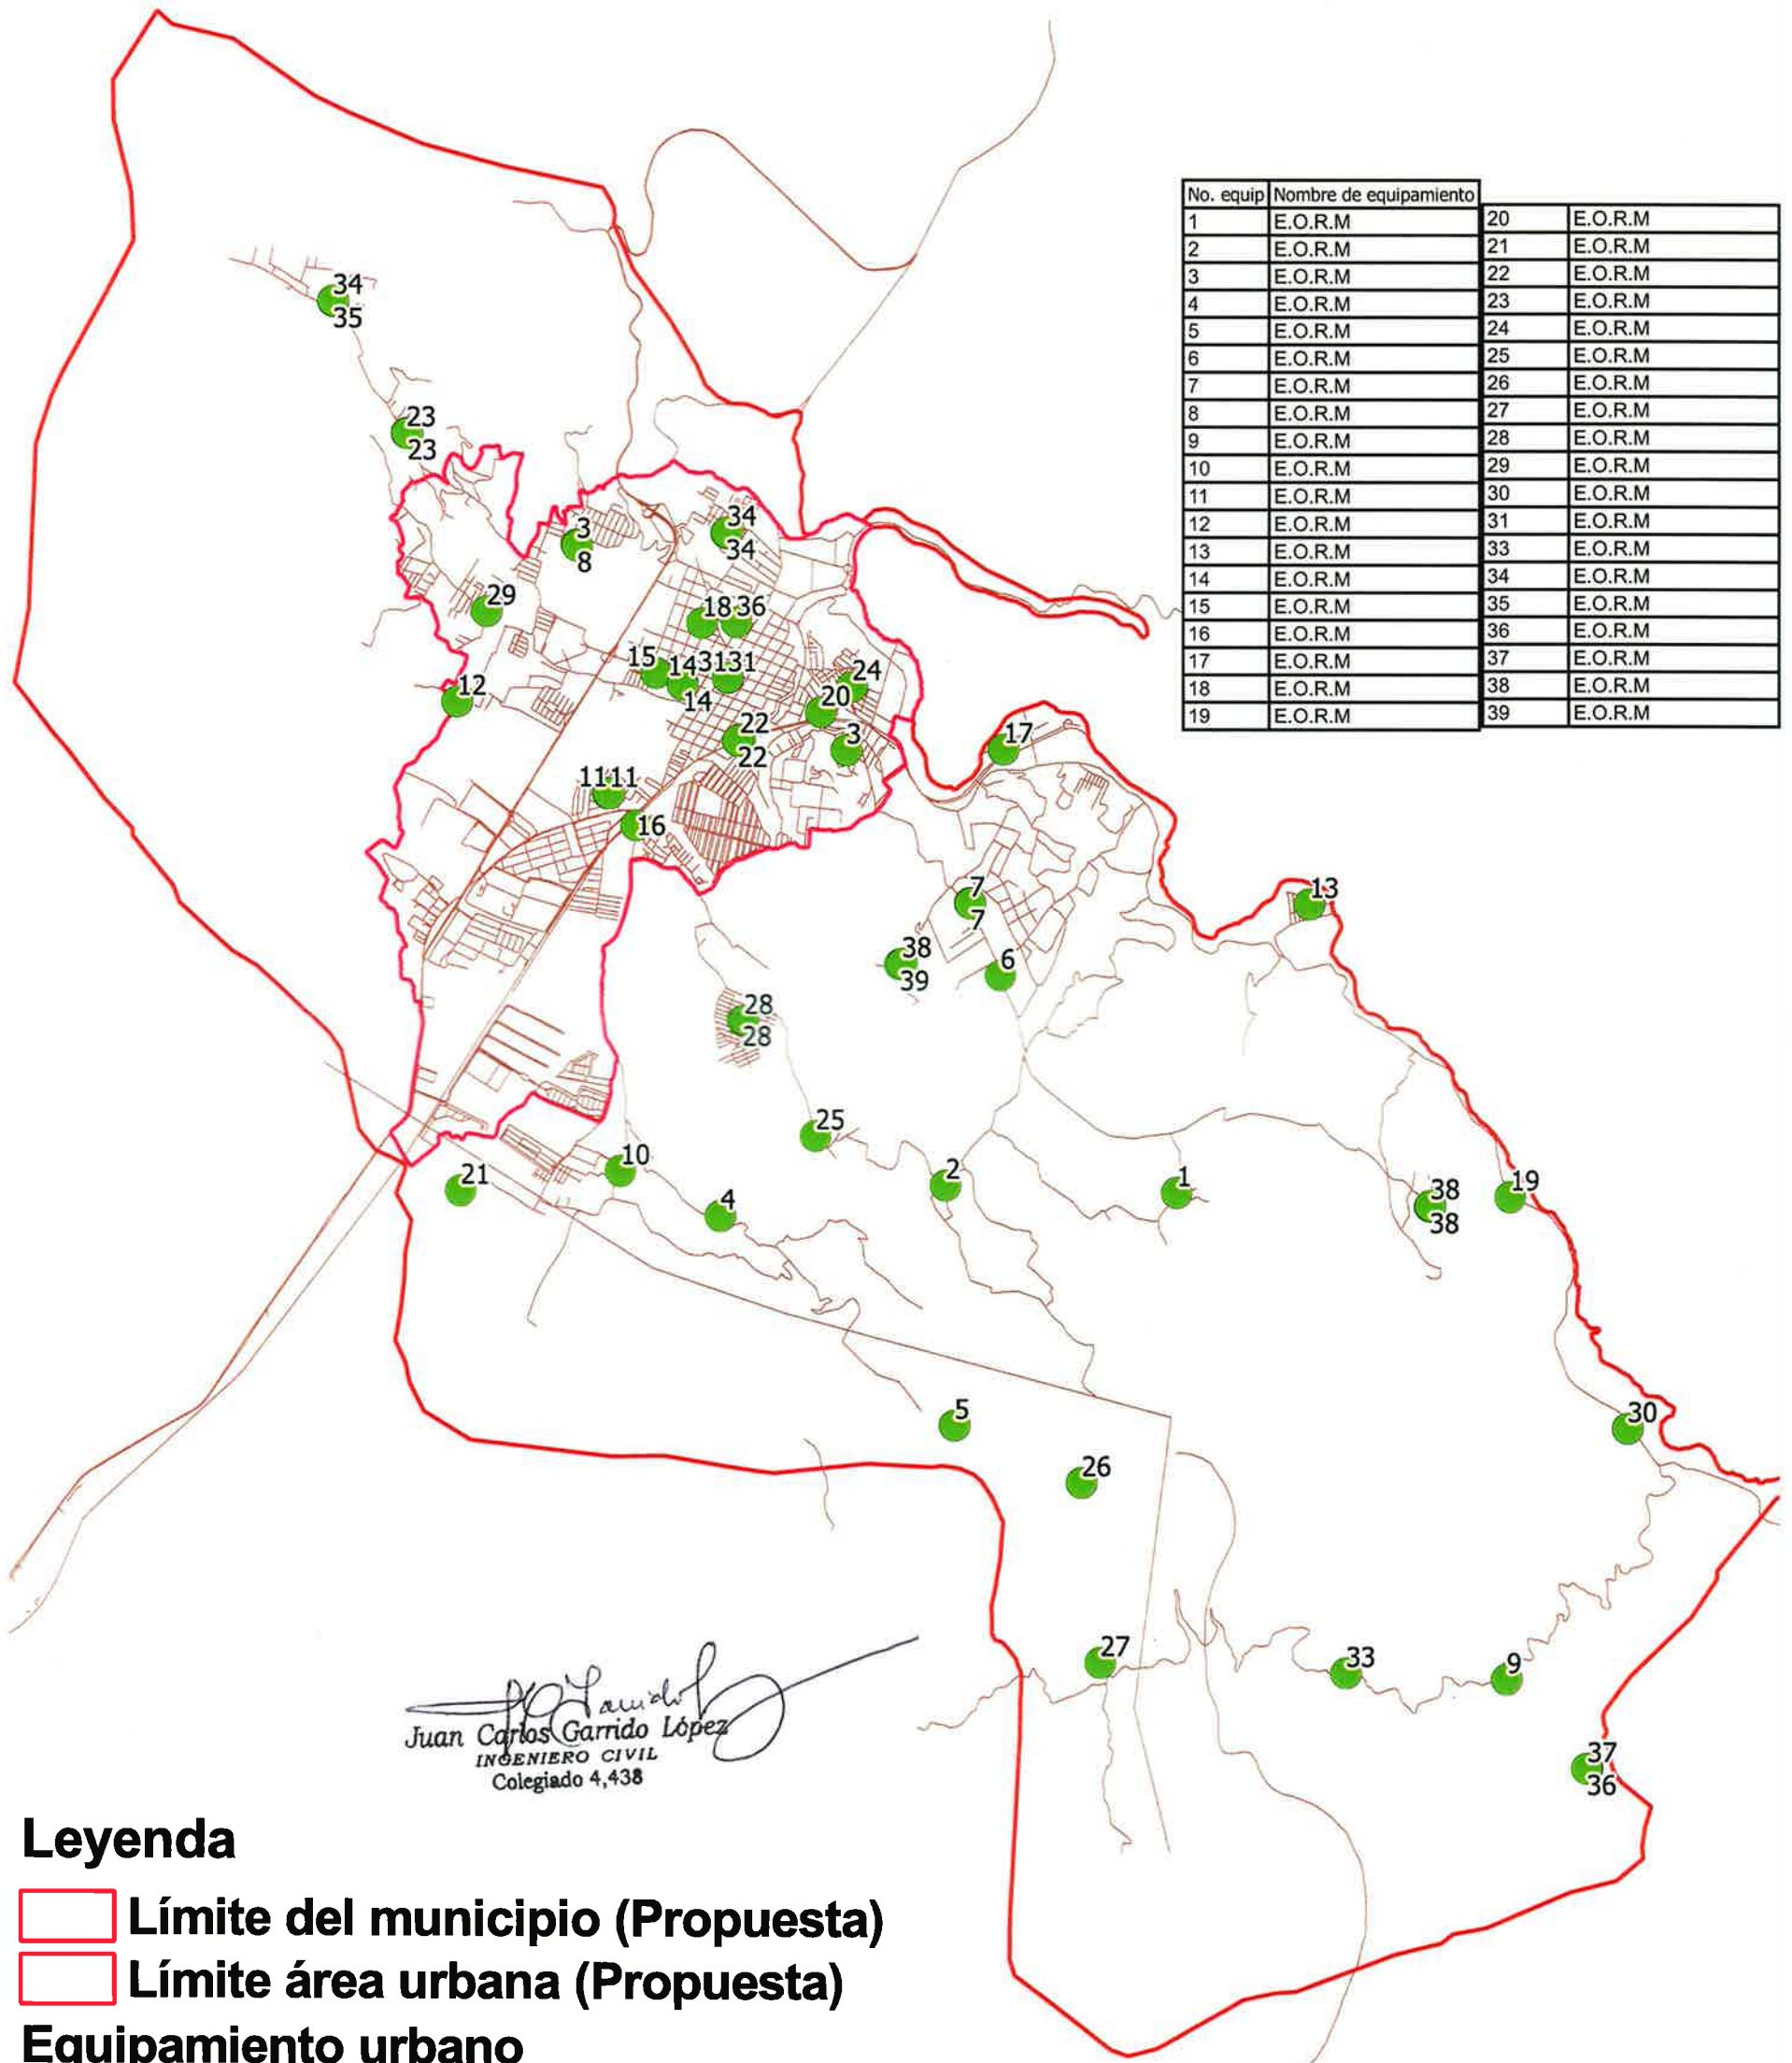 No. equip Nombre de equipamiento
1 E.O.R.M 20 E.O.R.M
2 E.O.R.M 21 E.O.R.M
3 E.O.R.M 22 E.O.R.M
4 E.O.R.M 23 E.O.R.M
5 E.O.R.M 24 E.O.R.M
6 E.O.R.M 25 E.O.R.M
7 E.O.R.M 26 E.O.R.M
8 E.O.R.M 27 E.O.R.M
9 E.O.R.M 28 E.O.R.M
10 E.O.R.M 29 E.O.R.M
11 E.O.R.M 30 E.O.R.M
12 E.O.R.M 31 E.O.R.M
13 E.O.R.M 33 E.O.R.M
14 E.O.R.M 34 E.O.R.M
15 E.O.R.M 35 E.O.R.M
16 E.O.R.M 36 E.O.R.M
17 E.O.R.M 37 E.O.R.M
18 E.O.R.M 38 E.O.R.M
19 E.O.R.M 39 E.O.R.M
34
35
23
23
3
8
34
34
29
18 36
15 14 31 31
14
24
12
20
22
22
3
17
11 11
16
7
7
13
38
39
6
28
28
25
10
21
2
1
4
38
38
19
5
30
26
27
33
9
37
36
Juan Carlos Garrido López
INGENIERO CIVIL
Colegiado 4,438
Leyenda
Límite del municipio (Propuesta)
Límite área urbana (Propuesta)
Equipamiento urbano